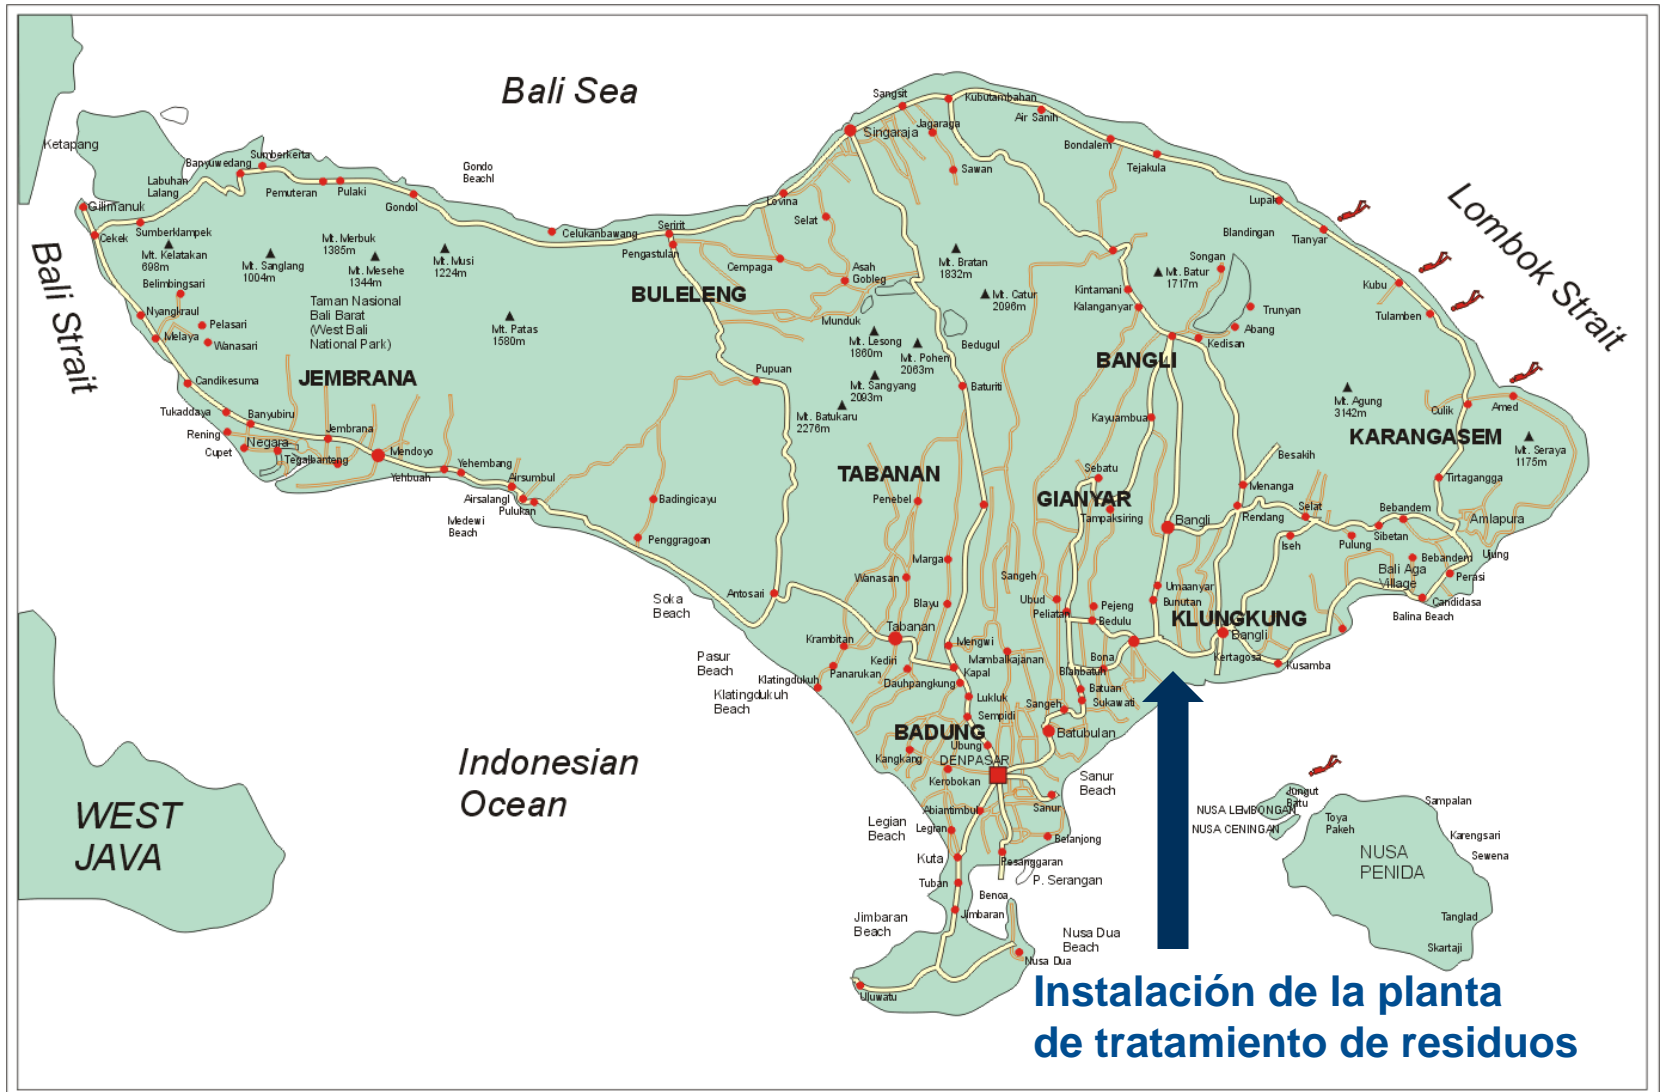 Bali Sea
Sangsit
Kubutambahan
Air Sanih
Singaraja
Jagaraga
Bondalem
Tejakula
Sawan
Ketapang
Banyuwedang
Sumberkerta
Gondo
Beachl
Labuhan
Lalang
Pemuteran
Pulaki
Gondol
Lovina
Lupak
Lombok Strait
Gilimanuk
Cekek
Sumberklampek
Selat
Celukanbawang
Seririt
Pengastulan
Blandingan
Tianyar
Bali Strait
Mt. Kelatakan
698m
Mt. Sanglang
1004m
Mt. Merbuk
1385m
Mt. Mesehe
1344m
Mt. Musi
1224m
Cempaga
Asah
Gobleg
Mt. Bratan
1832m
Songan
Mt. Batur
1717m
Kubu
Belimbingsari
Taman Nasional
Bali Barat
(West Bali
National Park)
BULELENG
Mt. Catur
2096m
Kintamani
Kalanganyar
Trunyan
Tulamben
Nyangkraul
Pelasari
Melaya
Wanasari
Mt. Patas
1580m
Munduk
Mt. Lesong
1860m
Mt. Pohen
2063m
Bedugul
Abang
Kedisan
BANGLI
Candikesuma
JEMBRANA
Pupuan
Mt. Sangyang
2093m
Baturiti
Mt. Batukaru
2276m
Mt. Agung
3142m
Culik
Amed
Tukaddaya
Banyubiru
Kayuambua
Rening
Cupet
Negara
Tegalbanteng
Jembrana
Mendoyo
KARANGASEM
Mt. Seraya
1175m
Yehbuah
Yehembang
Airsumbul
Airsalangl
Pulukan
Medewi
Beach
Badingicayu
TABANAN
Penebel
Sebatu
GIANYAR
Tampaksiring
Besakih
Menanga
Rendang
Tirtagangga
Bangli
Selat
Bebandem
Amlapura
Penggragoan
Iseh
Pulung
Sibetan
Ujung
Marga
Wanasan
Sangeh
Bebandem
Bali Aga
Village
Perasi
Candidasa
Balina Beach
Soka
Beach
Antosari
Blayu
Ubud
Peliatan
Pejeng
Bedulu
Umaanyar
Bunutan
KLUNGKUNG
Bangli
Krambitan
Tabanan
Mengwi
Mambalkajanan
Bona
Blahbatuh
Kertagosa
Kusamba
Pasur
Beach
Panarukan
Kediri
Dauhpangkung
Kapal
Klatingdukuh
Klatingdukuh
Beach
Lukluk
Batuan
Sukawati
Sangeh
Sempidi
BADUNG
Batubulan
Ubung
Kangkang
DENPASAR
Kerobokan
Indonesian
Ocean
Sanur
Beach
Sanur
Abiantimbul
Legian
Beach
Legian
Belanjong
Kuta
Pesanggaran
Tuban
P. Serangan
Benoa
Jimbaran
Beach
Jimbaran
Nusa Dua
Beach
Nusa Dua
Uluwatu
WEST
JAVA
Jungut
Batu
NUSA LEMBONGAN
NUSA CENINGAN
Toya
Pakeh
Sampalan
Karengsari
Sewena
NUSA
PENIDA
Tanglad
Skartaji
Instalación de la planta
de tratamiento de residuos